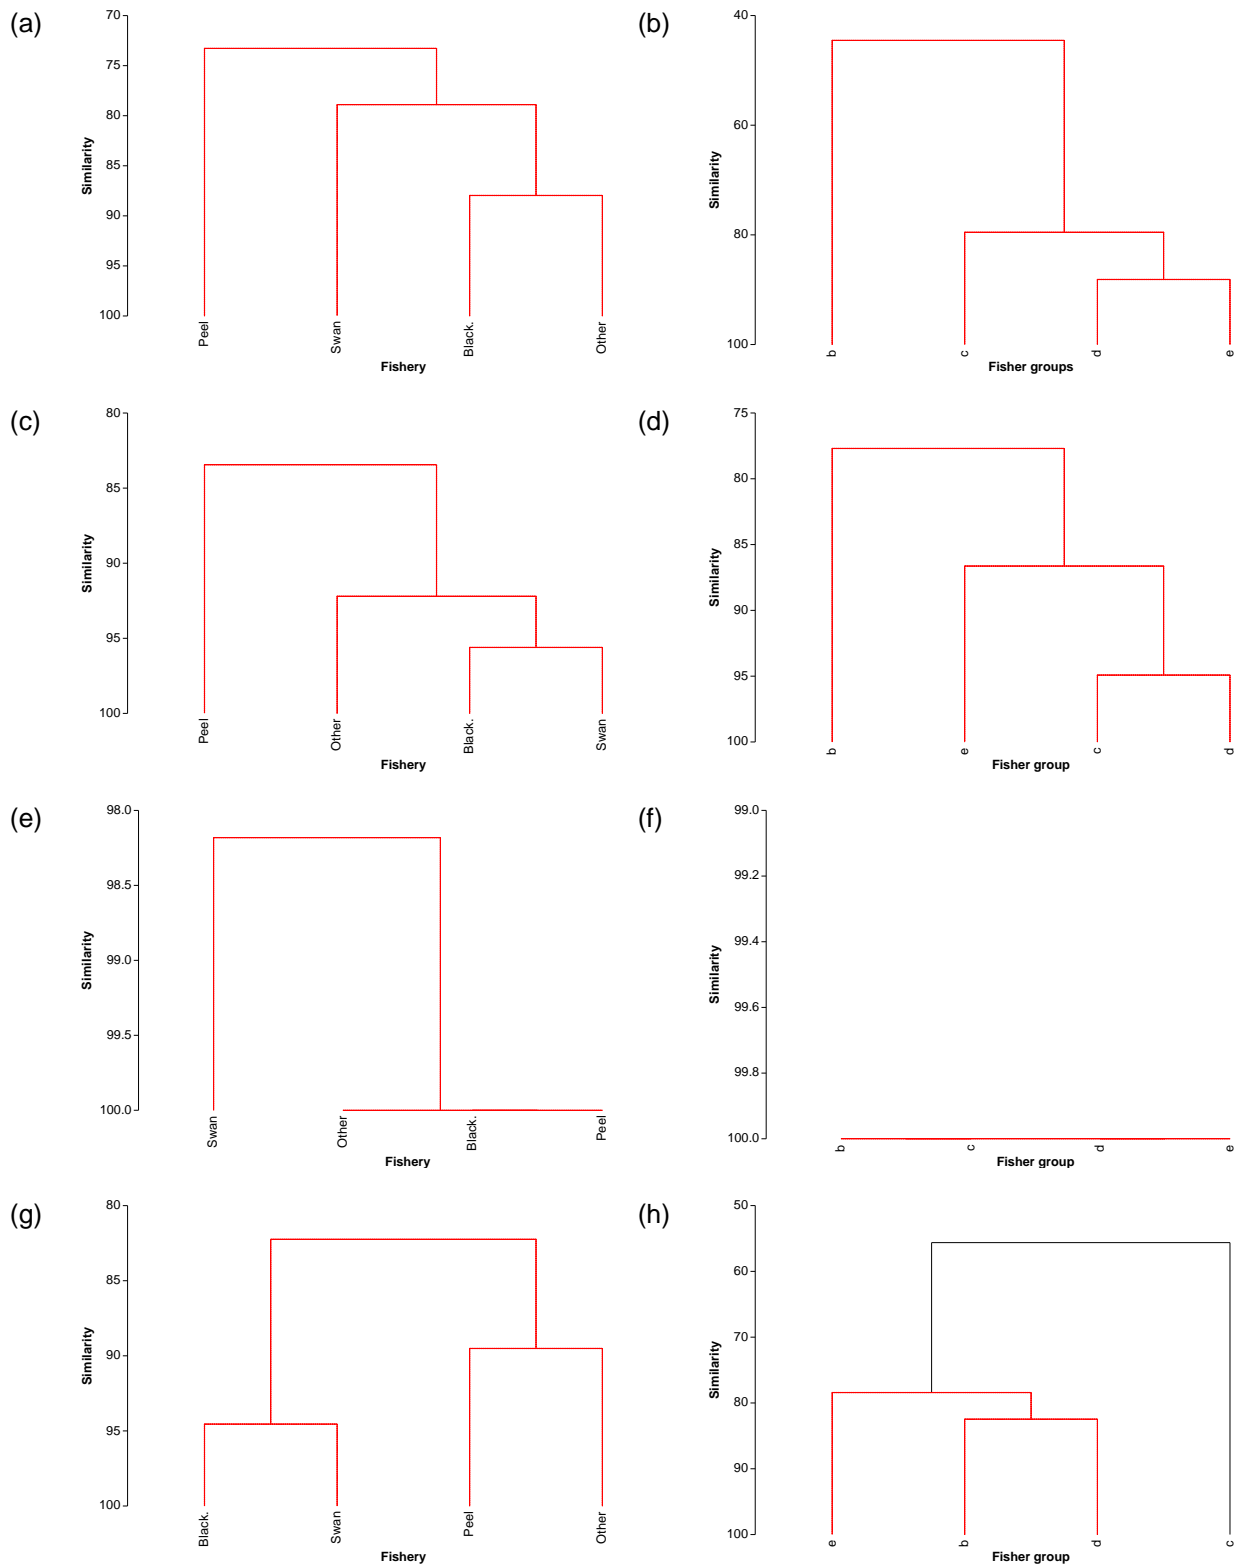 (a)
70
75
80
85
90
95
100
Similarity
Peel
Swan
Black.
Other
Fishery
(b)
40
60
80
100
Similarity
b
c
d
e
Fisher groups
(c)
80
85
90
95
100
Similarity
Peel
Other
Black.
Swan
Fishery
(d)
75
80
85
90
95
100
Similarity
b
e
c
d
Fisher group
(e)
98.0
98.5
99.0
99.5
100.0
Similarity
Swan
Other
Black.
Peel
Fishery
(f)
99.0
99.2
99.4
99.6
99.8
100.0
Similarity
b
c
d
e
Fisher group
(g)
80
85
90
95
100
Similarity
Black.
Swan
Peel
Other
Fishery
(h)
50
60
70
80
90
100
Similarity
e
b
d
c
Fisher group